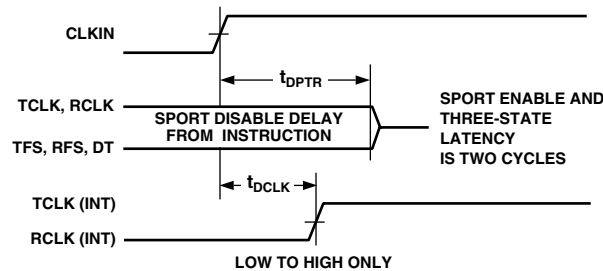 CLKIN
tDPTR
TCLK, RCLK
SPORT DISABLE DELAY
FROM INSTRUCTION
TFS, RFS, DT
SPORT ENABLE AND
THREE-STATE
LATENCY
IS TWO CYCLES
tDCLK
TCLK (INT)
RCLK (INT)
LOW TO HIGH ONLY